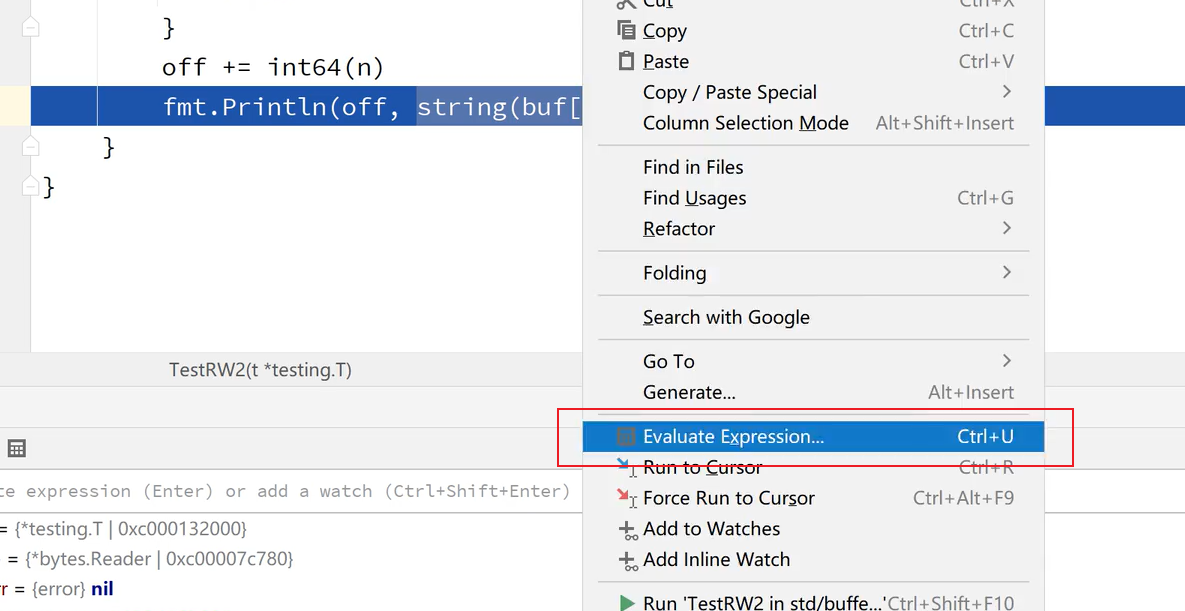 }
off += int64(n)
fmt.Println(off, string(buf[
}
}
TestRW2(t *testing.T)
te expression (Enter) or add a watch (Ctrl+Shift+Enter)
= {*testing.T | 0xc000132000}
= {*bytes.Reader | 0xc00007c780}
rr = {error} nil
Cut Ctrl+X
Copy Ctrl+C
Paste Ctrl+V
Copy / Paste Special
Column Selection Mode Alt+Shift+Insert
Find in Files
Find Usages Ctrl+G
Refactor
Folding
Search with Google
Go To
Generate... Alt+Insert
Evaluate Expression... Ctrl+U
Run to Cursor Ctrl+R
Force Run to Cursor Ctrl+Alt+F9
Add to Watches
Add Inline Watch
Run 'TestRW2 in std/buffe...' Ctrl+Shift+F10